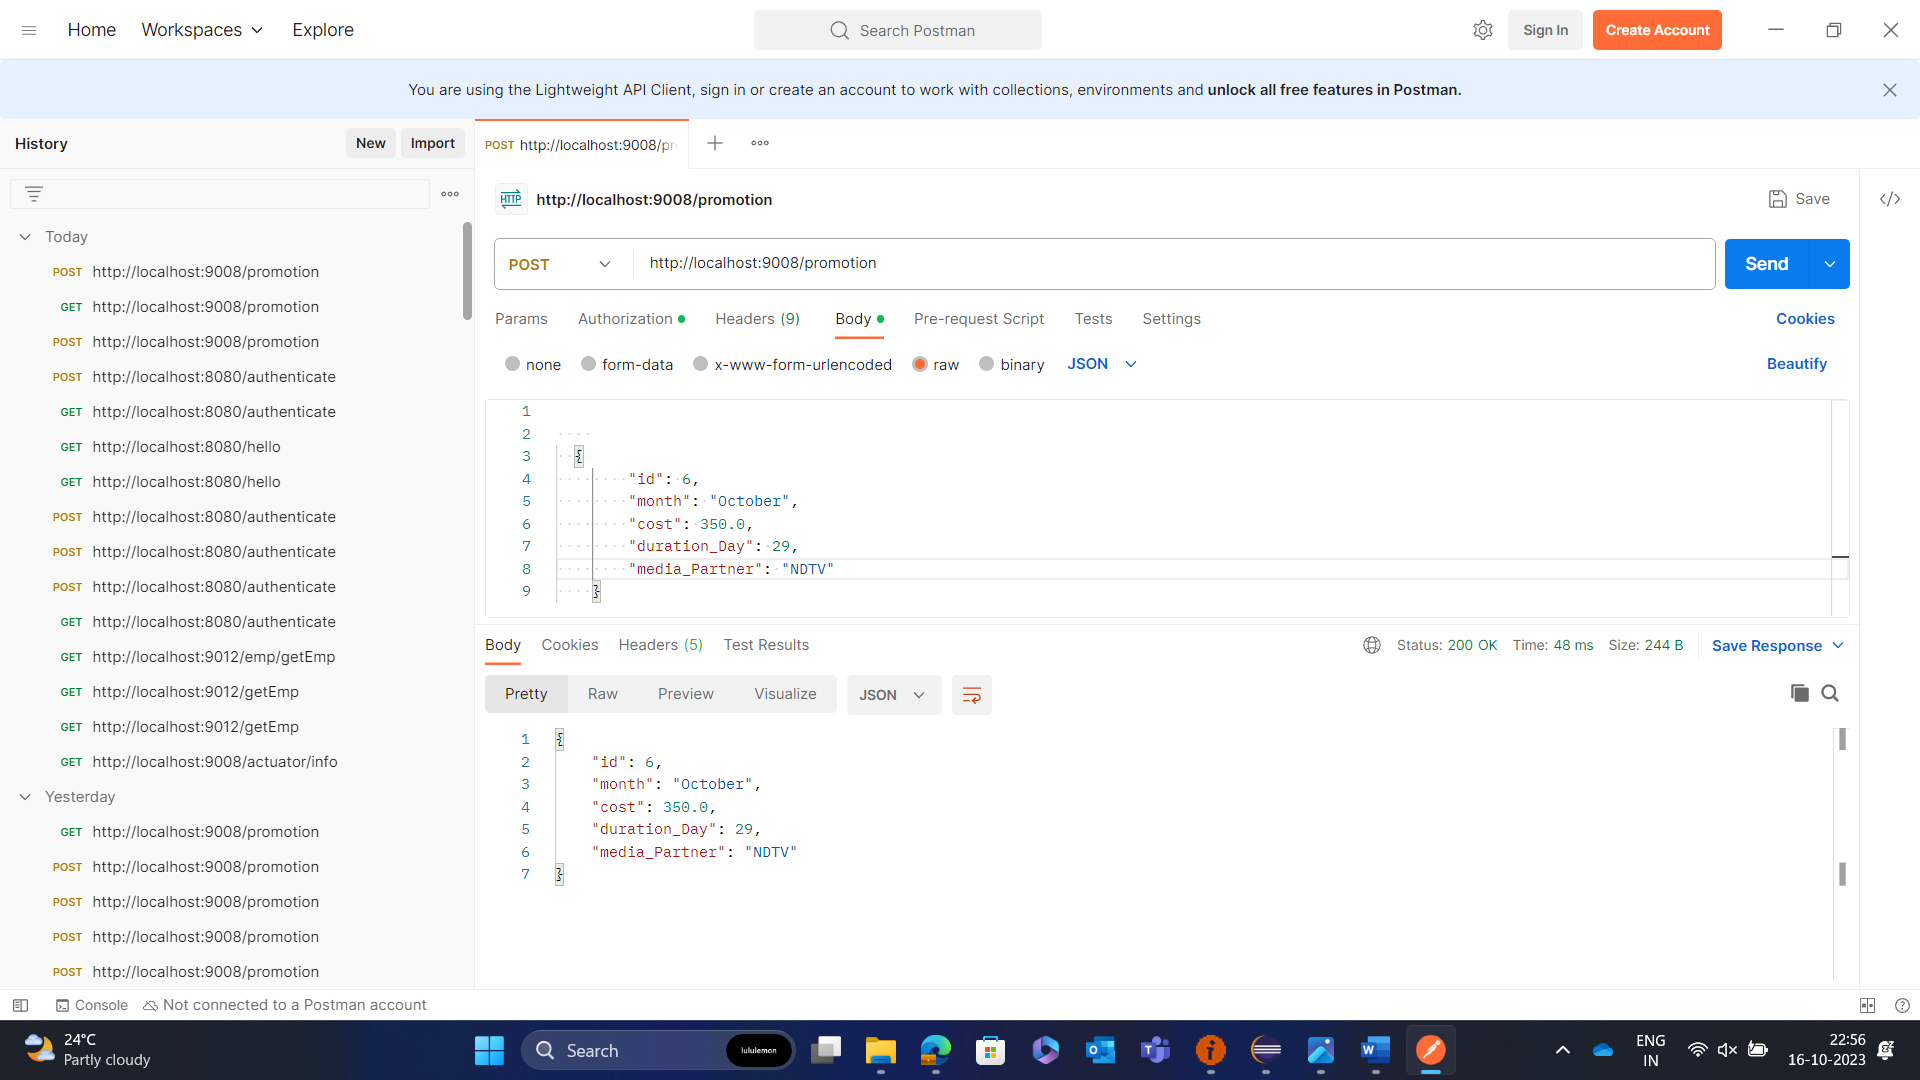 Home Workspaces Explore Search Postman Sign In Create Account
You are using the Lightweight API Client, sign in or create an account to work with collections, environments and unlock all free features in Postman.
History New Import
Today
POST http://localhost:9008/promotion
GET http://localhost:9008/promotion
POST http://localhost:9008/promotion
POST http://localhost:8080/authenticate
GET http://localhost:8080/authenticate
GET http://localhost:8080/hello
GET http://localhost:8080/hello
POST http://localhost:8080/authenticate
POST http://localhost:8080/authenticate
POST http://localhost:8080/authenticate
GET http://localhost:8080/authenticate
GET http://localhost:9012/emp/getEmp
GET http://localhost:9012/getEmp
GET http://localhost:9012/getEmp
GET http://localhost:9008/actuator/info
Yesterday
GET http://localhost:9008/promotion
POST http://localhost:9008/promotion
POST http://localhost:9008/promotion
POST http://localhost:9008/promotion
POST http://localhost:9008/promotion
POST http://localhost:9008/pr
HTTP http://localhost:9008/promotion Save </>
POST http://localhost:9008/promotion Send
Params Authorization Headers (9) Body Pre-request Script Tests Settings Cookies
none form-data x-www-form-urlencoded raw binary JSON Beautify
1
2
3 {
4 "id": 6,
5 "month": "October",
6 "cost": 350.0,
7 "duration_Day": 29,
8 "media_Partner": "NDTV"
9 }
Body Cookies Headers (5) Test Results Status: 200 OK Time: 48 ms Size: 244 B Save Response
Pretty Raw Preview Visualize JSON
1 {
2 "id": 6,
3 "month": "October",
4 "cost": 350.0,
5 "duration_Day": 29,
6 "media_Partner": "NDTV"
7 }
Console Not connected to a Postman account
24°C
Partly cloudy
Search lululemon
ENG
IN
22:56
16-10-2023